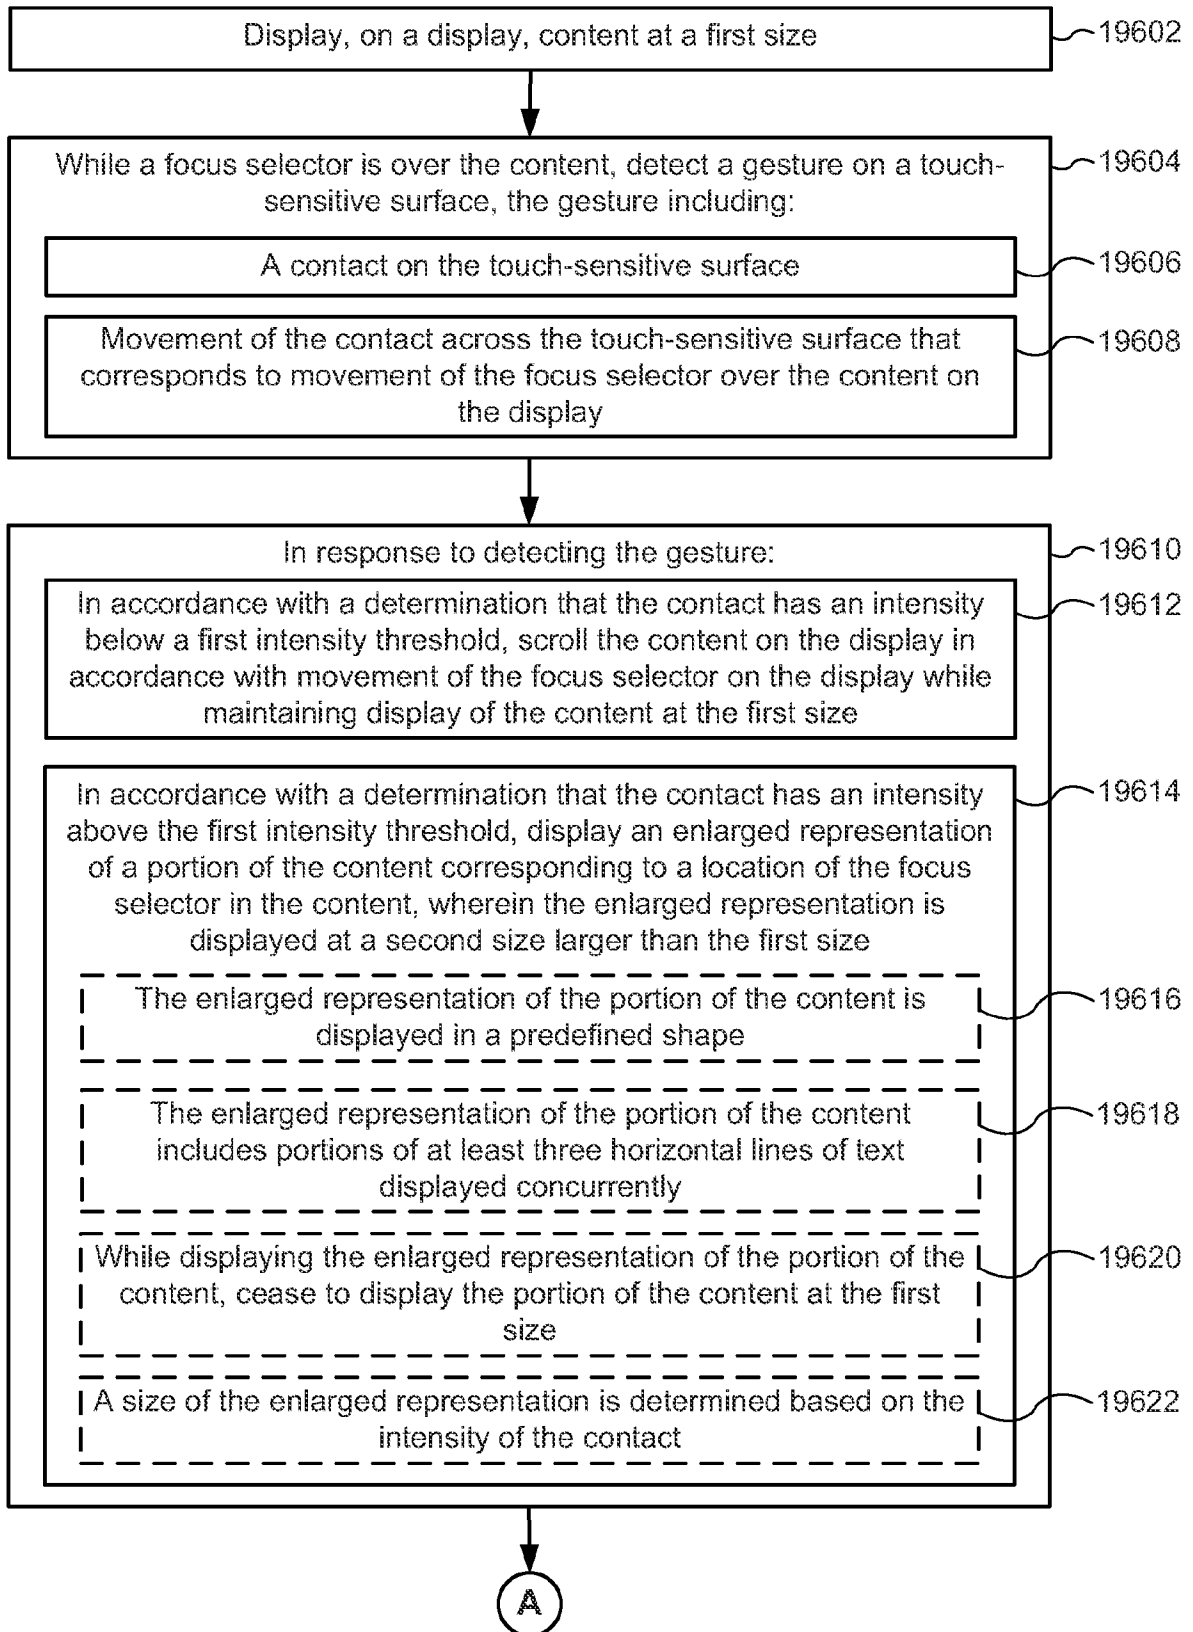 Display, on a display, content at a first size
19602
While a focus selector is over the content, detect a gesture on a touch-
sensitive surface, the gesture including:
19604
A contact on the touch-sensitive surface
19606
Movement of the contact across the touch-sensitive surface that
corresponds to movement of the focus selector over the content on
the display
19608
In response to detecting the gesture:
19610
In accordance with a determination that the contact has an intensity
below a first intensity threshold, scroll the content on the display in
accordance with movement of the focus selector on the display while
maintaining display of the content at the first size
19612
In accordance with a determination that the contact has an intensity
above the first intensity threshold, display an enlarged representation
of a portion of the content corresponding to a location of the focus
selector in the content, wherein the enlarged representation is
displayed at a second size larger than the first size
19614
The enlarged representation of the portion of the content is
displayed in a predefined shape
19616
The enlarged representation of the portion of the content
includes portions of at least three horizontal lines of text
displayed concurrently
19618
While displaying the enlarged representation of the portion of the
content, cease to display the portion of the content at the first
size
19620
A size of the enlarged representation is determined based on the
intensity of the contact
19622
A